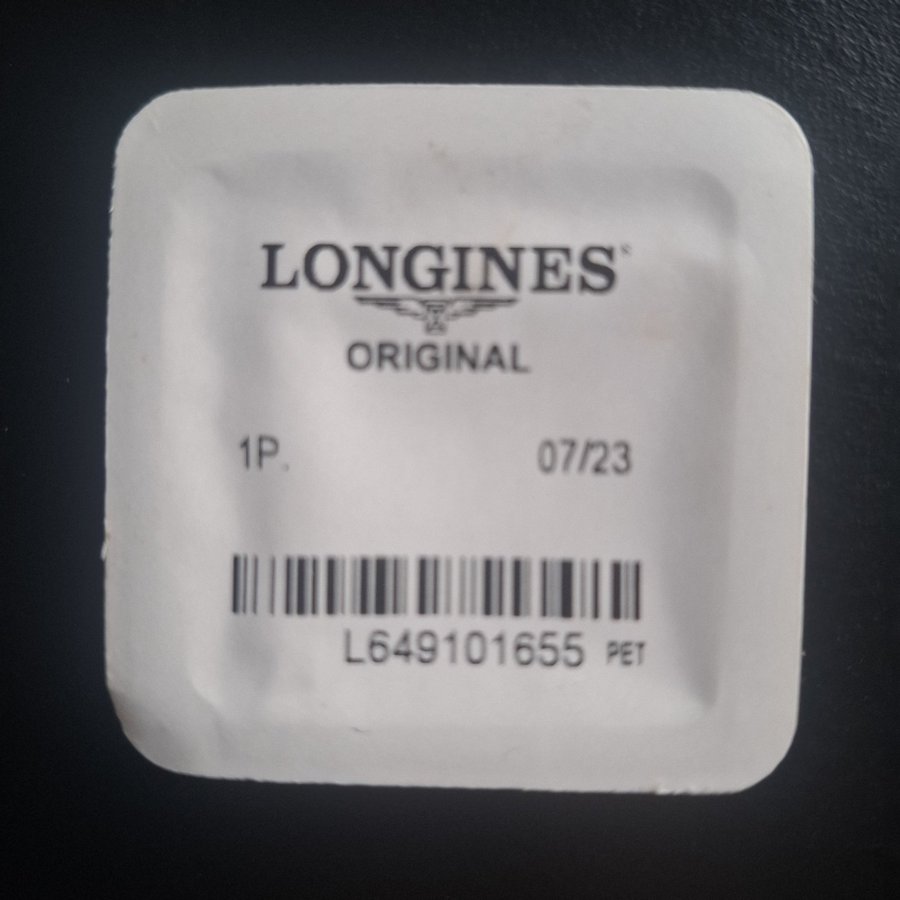 LONGINES
ORIGINAL
1P. 07/23
L649101655 PET